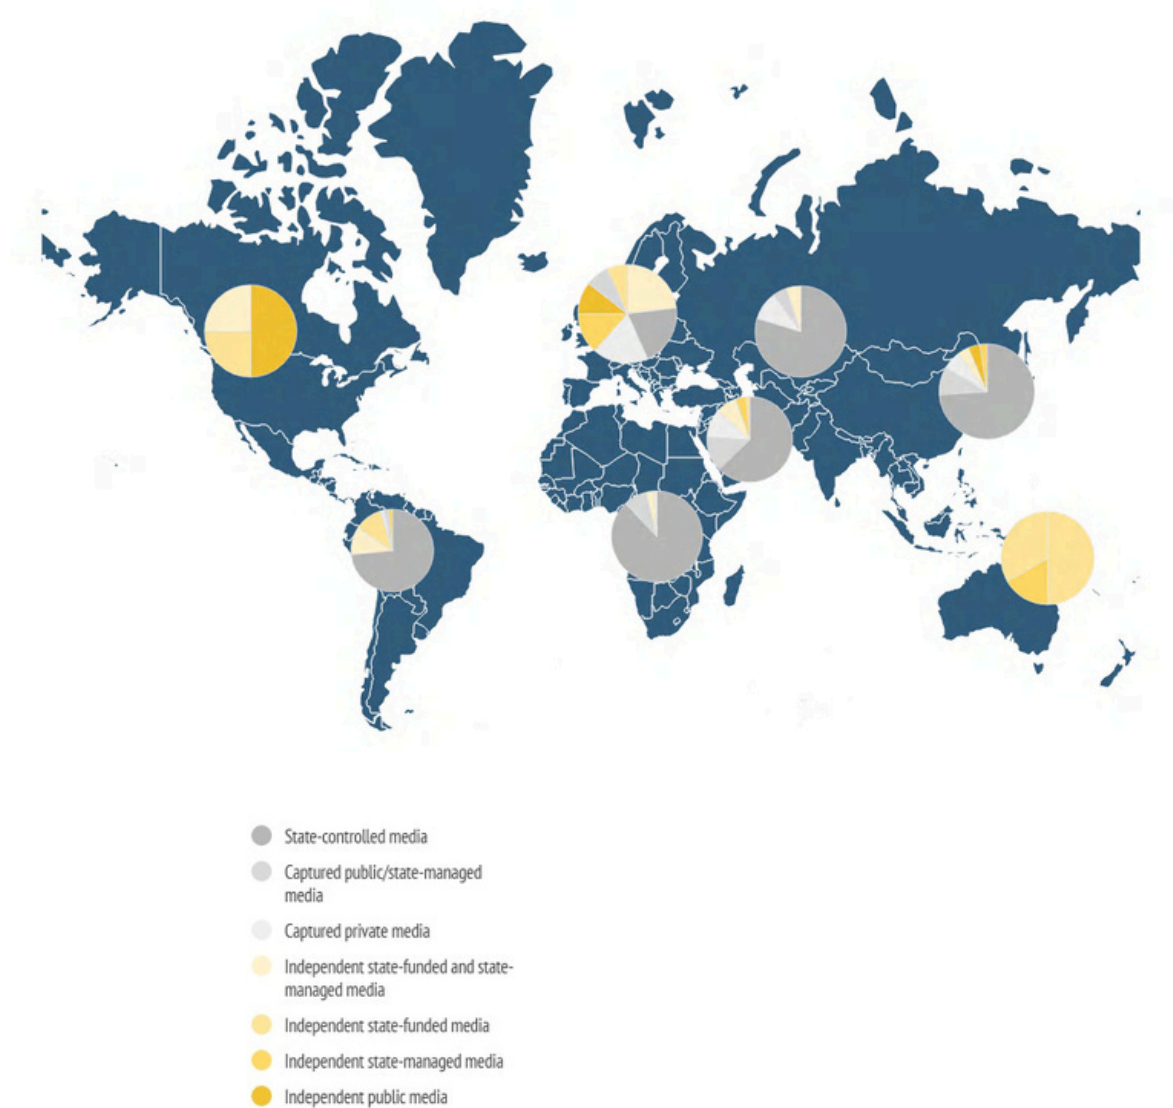 State-controlled media
Captured public/state-managed
media
Captured private media
Independent state-funded and state-
managed media
Independent state-funded media
Independent state-managed media
Independent public media